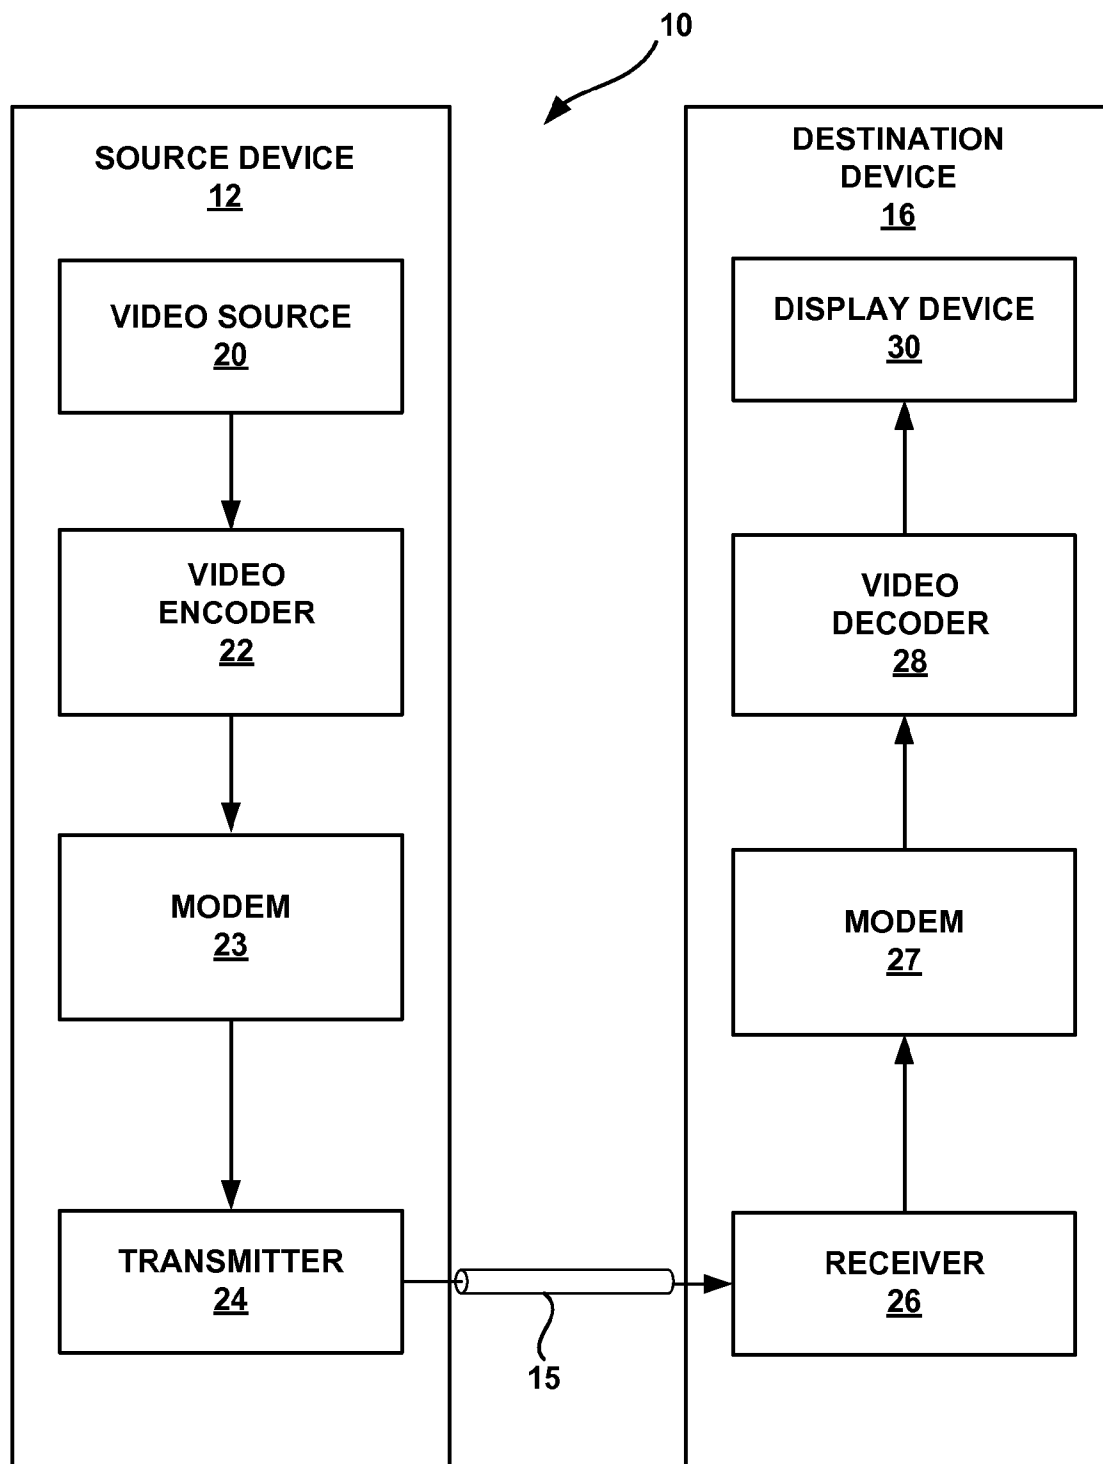 10
SOURCE DEVICE
12
VIDEO SOURCE
20
VIDEO
ENCODER
22
MODEM
23
TRANSMITTER
24
15
DESTINATION
DEVICE
16
DISPLAY DEVICE
30
VIDEO
DECODER
28
MODEM
27
RECEIVER
26